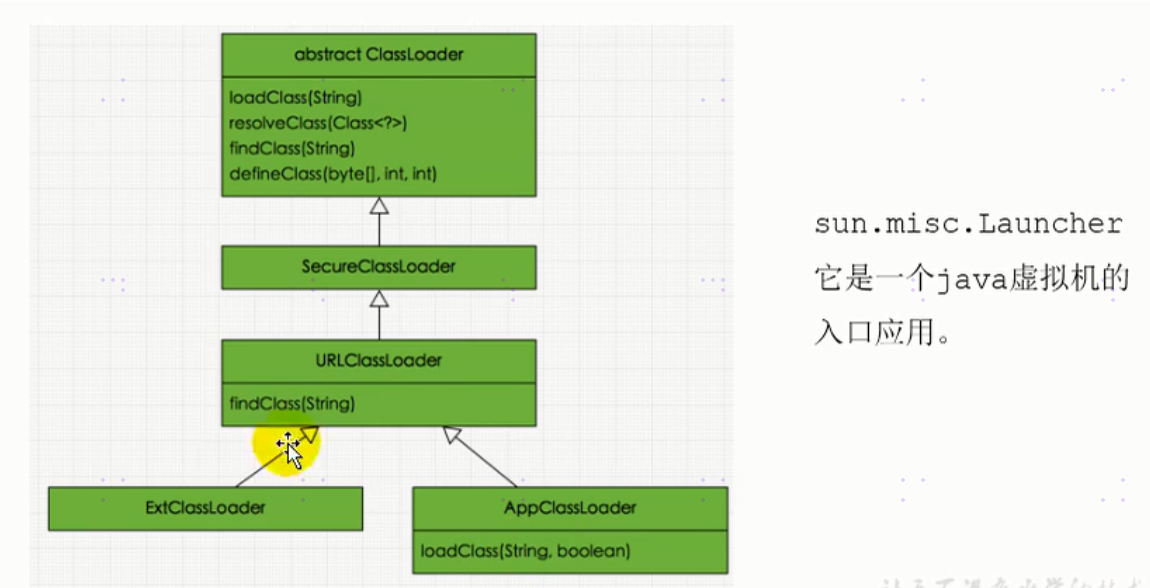 abstract ClassLoader
loadClass(String)
resolveClass(Class<?>)
findClass(String)
defineClass(byte[], int, int)
SecureClassLoader
URLClassLoader
findClass(String)
ExtClassLoader
AppClassLoader
loadClass(String, boolean)
sun.misc.Launcher
它是一个java虚拟机的
入口应用。